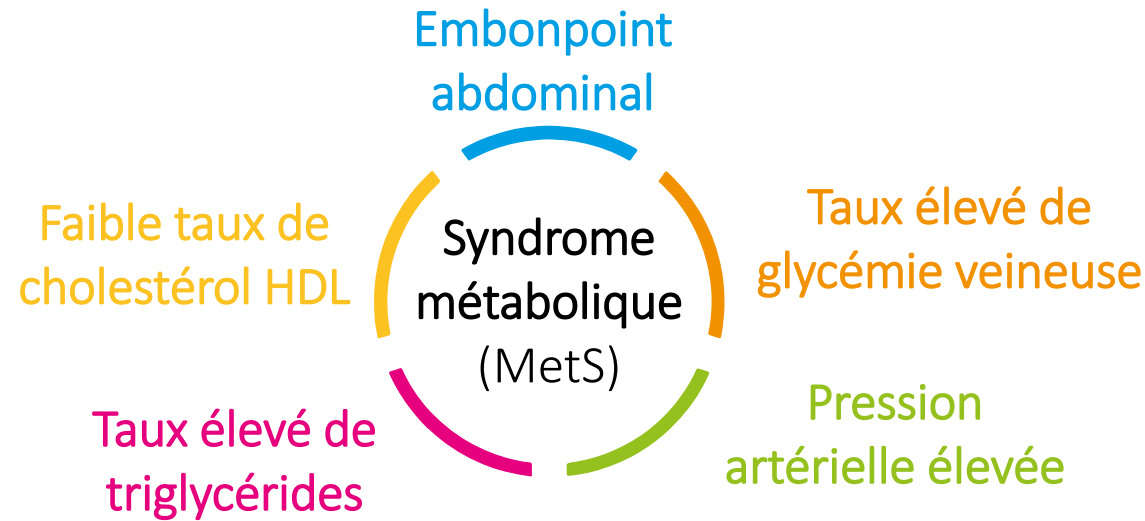 Embonpoint
abdominal
Taux élevé de
glycémie veineuse
Pression
artérielle élevée
Taux élevé de
triglycérides
Faible taux de
cholestérol HDL
Syndrome
métabolique
(MetS)